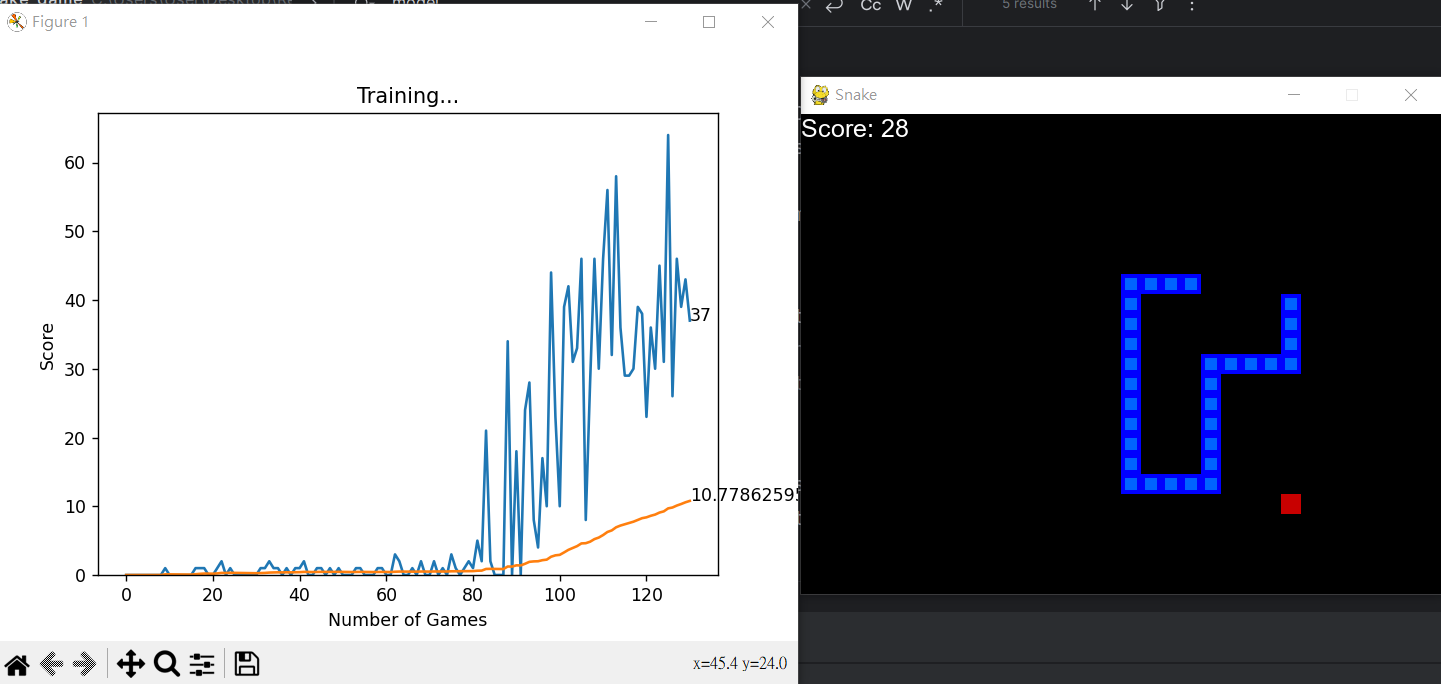 Figure 1
Training...
Score
60
50
40
30
20
10
0
37
10.77862595
0 20 40 60 80 100 120
Number of Games
x=45.4 y=24.0
Cc W .*
5 results
Snake
Score: 28